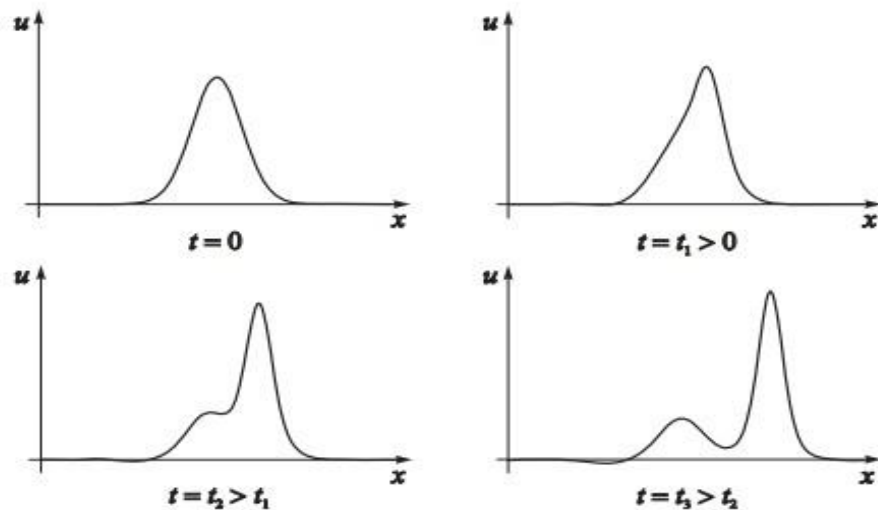 u
x
t = 0
u
x
t = t₁ > 0
u
x
t = t₂ > t₁
u
x
t = t₃ > t₂